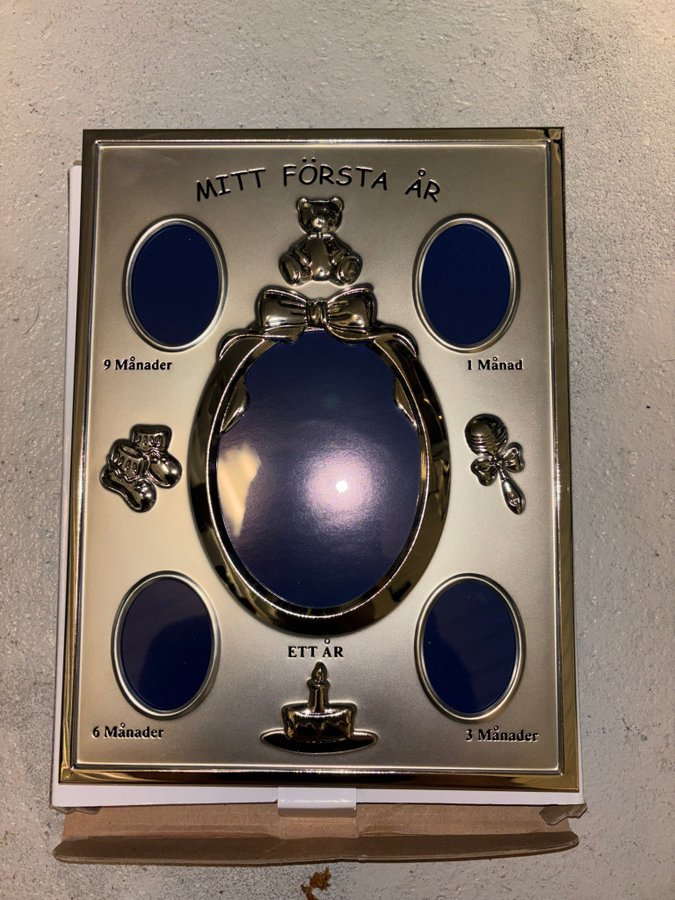 MITT FÖRSTA ÅR
9 Månader
1 Månad
ETT ÅR
6 Månader
3 Månader